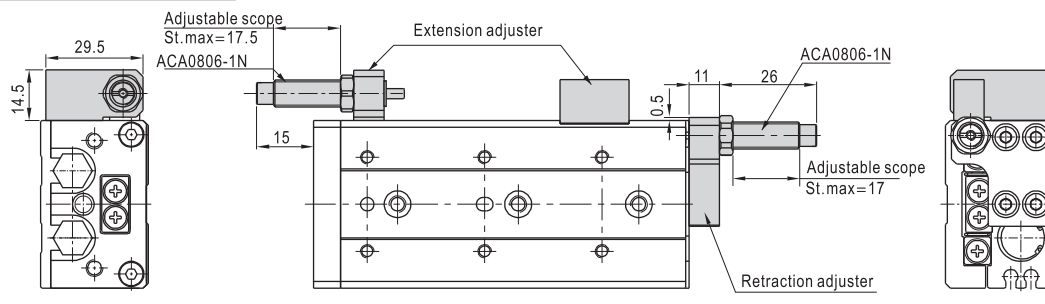 Adjustable scope
St.max=17.5
ACA0806-1N
Extension adjuster
ACA0806-1N
29.5
14.5
15
11
26
0.5
Adjustable scope
St.max=17
Retraction adjuster